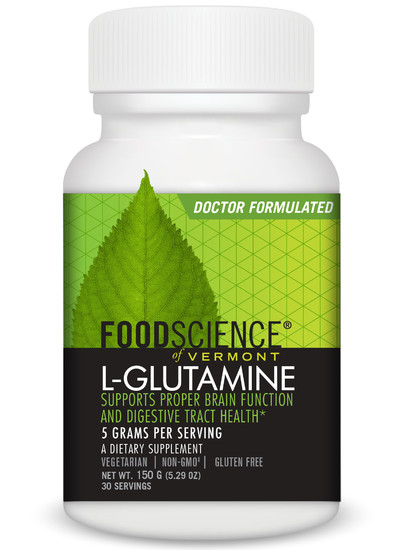 DOCTOR FORMULATED
FOODSCIENCE®
of VERMONT
L-GLUTAMINE
SUPPORTS PROPER BRAIN FUNCTION
AND DIGESTIVE TRACT HEALTH*
5 GRAMS PER SERVING
A DIETARY SUPPLEMENT
VEGETARIAN | NON-GMO‡ | GLUTEN FREE
NET WT. 150 G (5.29 OZ)
30 SERVINGS